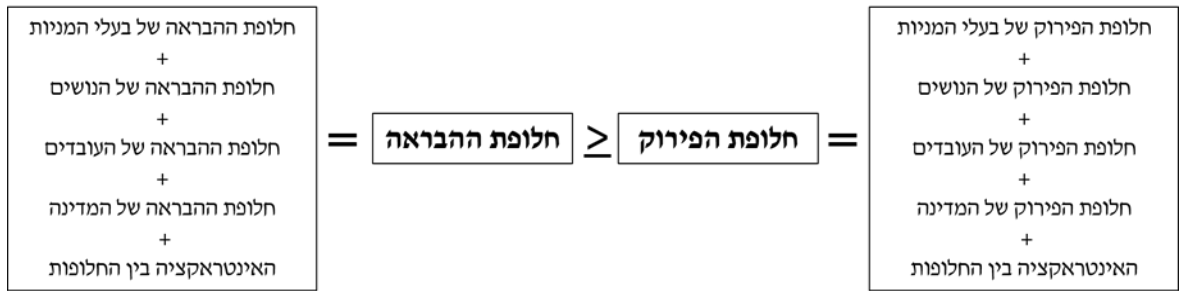 חלופת הפירוק של בעלי המניות
+
חלופת הפירוק של הנושים
+
חלופת הפירוק של העובדים
+
חלופת הפירוק של המדינה
+
האינטראקציה בין החלופות
=
חלופת הפירוק
≥
חלופת ההבראה
=
חלופת ההבראה של בעלי המניות
+
חלופת ההבראה של הנושים
+
חלופת ההבראה של העובדים
+
חלופת ההבראה של המדינה
+
האינטראקציה בין החלופות